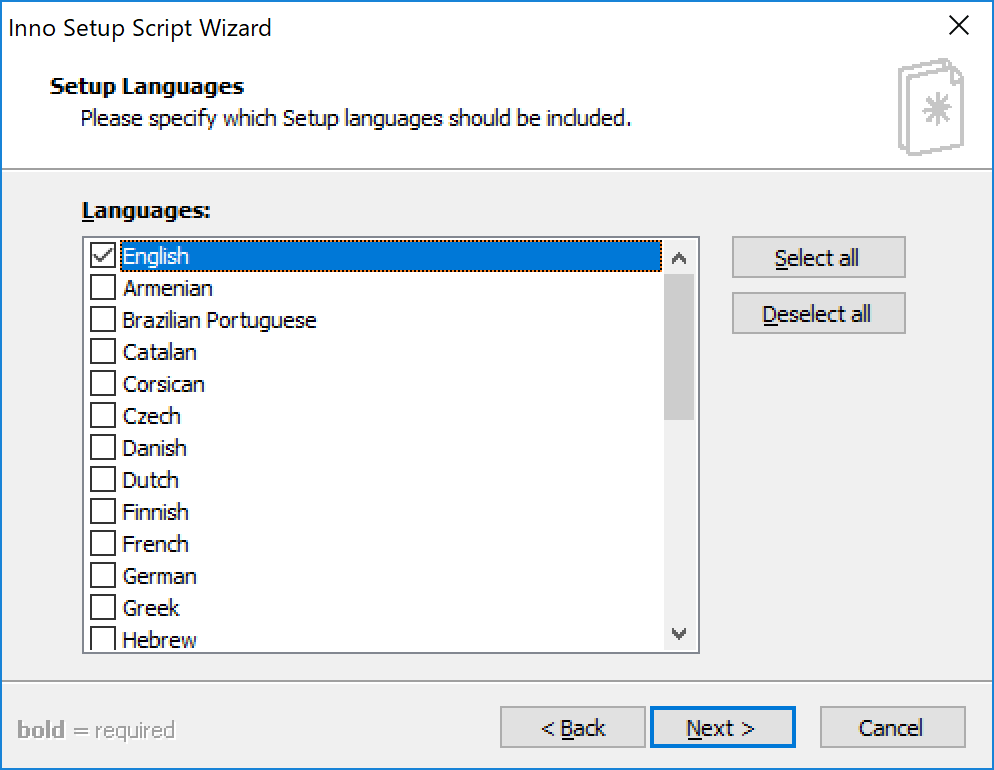 Inno Setup Script Wizard
Setup Languages
Please specify which Setup languages should be included.
Languages:
English
Select all
Armenian
Brazilian Portuguese
Deselect all
Catalan
Corsican
Czech
Danish
Dutch
Finnish
French
German
Greek
Hebrew
bold = required
< Back
Next >
Cancel